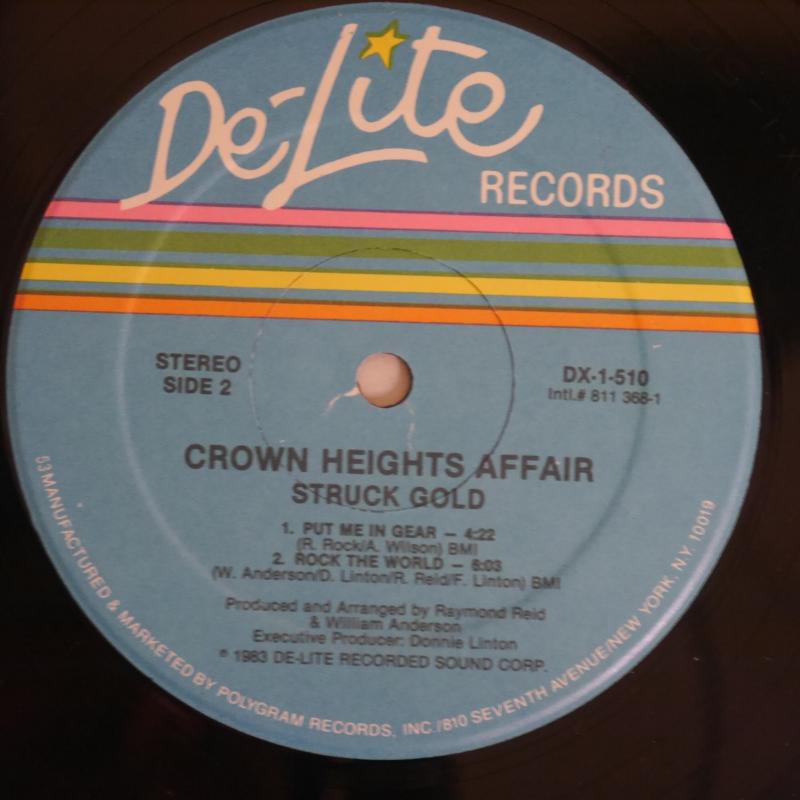 De-Lite
RECORDS
STEREO
SIDE 2
DX-1-510
Intl.# 811 368-1
CROWN HEIGHTS AFFAIR
STRUCK GOLD
1. PUT ME IN GEAR – 4:22
(R. Rock/A. Wilson) BMI
2. ROCK THE WORLD – 6:03
(W. Anderson/D. Linton/R. Reid/F. Linton) BMI
Produced and Arranged by Raymond Reid
& William Anderson
Executive Producer: Donnie Linton
℗ 1983 DE-LITE RECORDED SOUND CORP.
53 MANUFACTURED & MARKETED BY POLYGRAM RECORDS, INC./810 SEVENTH AVENUE/NEW YORK, N.Y. 10019